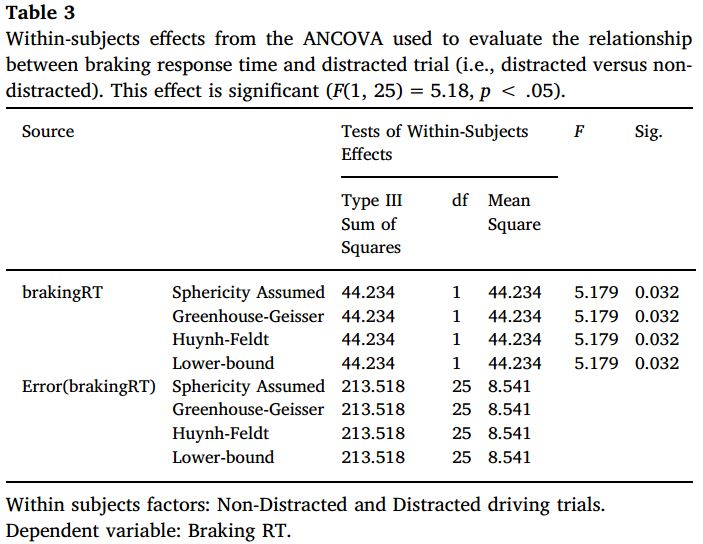 Table 3
Within-subjects effects from the ANCOVA used to evaluate the relationship
between braking response time and distracted trial (i.e., distracted versus non-
distracted). This effect is significant (F(1, 25) = 5.18, p < .05).
Source Tests of Within-Subjects Effects F Sig.
Type III Sum of Squares df Mean Square
brakingRT Sphericity Assumed 44.234 1 44.234 5.179 0.032
Greenhouse-Geisser 44.234 1 44.234 5.179 0.032
Huynh-Feldt 44.234 1 44.234 5.179 0.032
Lower-bound 44.234 1 44.234 5.179 0.032
Error(brakingRT) Sphericity Assumed 213.518 25 8.541
Greenhouse-Geisser 213.518 25 8.541
Huynh-Feldt 213.518 25 8.541
Lower-bound 213.518 25 8.541
Within subjects factors: Non-Distracted and Distracted driving trials.
Dependent variable: Braking RT.